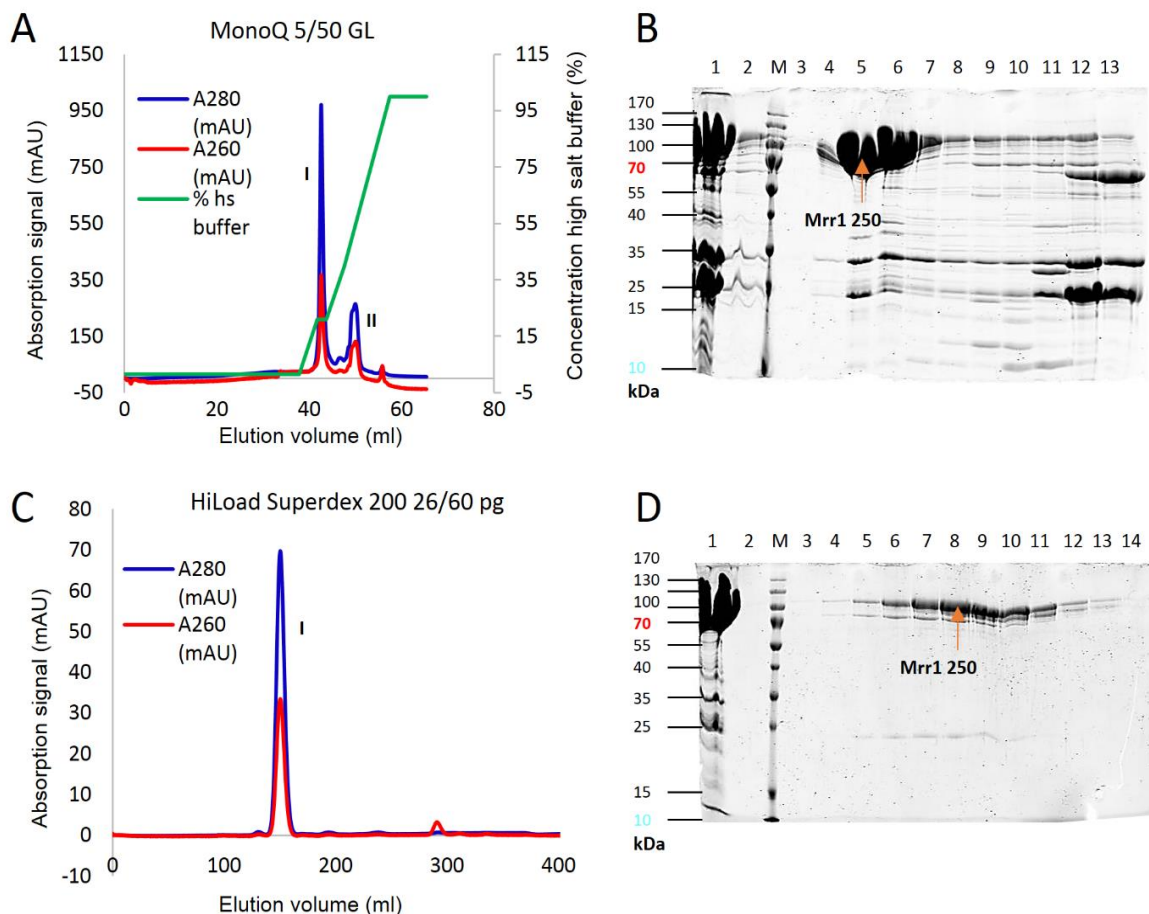 A
MonoQ 5/50 GL
1150
950
750
550
350
150
-50
Absorption signal (mAU)
A280
(mAU)
A260
(mAU)
% hs
buffer
I
II
115
95
75
55
35
15
-5
Concentration high salt buffer (%)
0 20 40 60 80
Elution volume (ml)
B
1 2 M 3 4 5 6 7 8 9 10 11 12 13
170
130
100
70
55
40
35
25
15
10
kDa
Mrr1 250
C
HiLoad Superdex 200 26/60 pg
80
70
60
50
40
30
20
10
0
-10
Absorption signal (mAU)
A280
(mAU)
A260
(mAU)
I
0 100 200 300 400
Elution volume (ml)
D
1 2 M 3 4 5 6 7 8 9 10 11 12 13 14
170
130
100
70
55
40
35
25
15
10
kDa
Mrr1 250